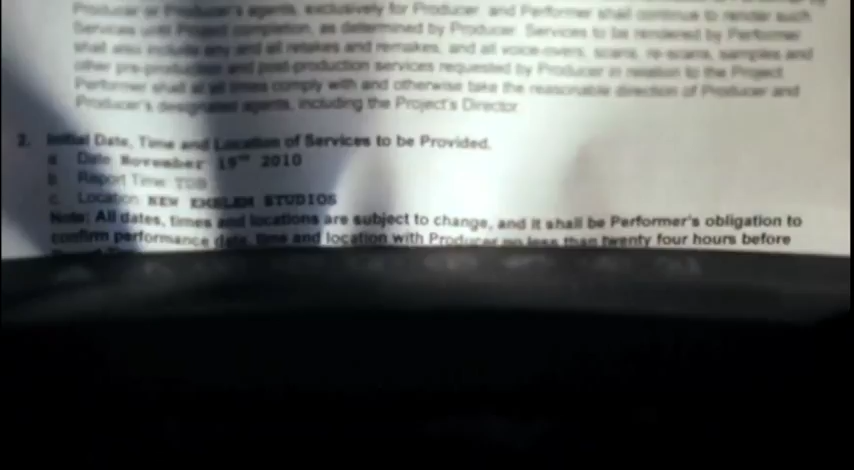 Producer or Producer's agents, exclusively for Producer, and Performer shall continue to render such
Services until Project completion, as determined by Producer. Services to be rendered by Performer
shall also include any and all retakes and remakes, and all voice-overs, scans, re-scans, samples and
other pre-production and post-production services requested by Producer in relation to the Project.
Performer shall at all times comply with and otherwise take the reasonable direction of Producer and
Producer's designated agents, including the Project's Director.
2. Initial Date, Time and Location of Services to be Provided.
a. Date November 19th 2010
b. Report Time TDB
c. Location NEW EMBLEM STUDIOS
Note: All dates, times and locations are subject to change, and it shall be Performer's obligation to
confirm performance date, time and location with Producer no less than twenty four hours before